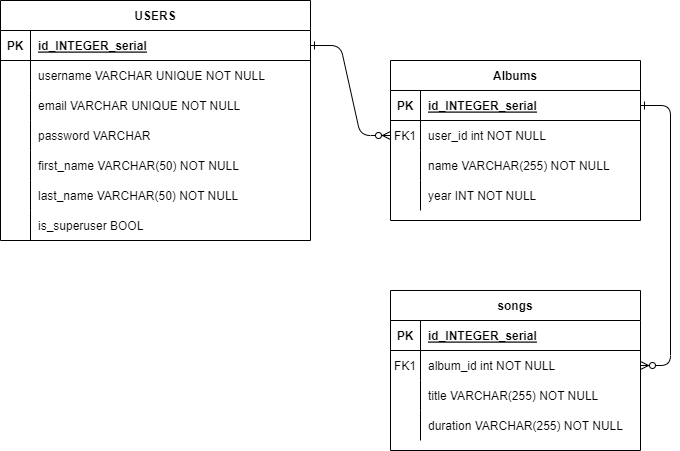 USERS
PK id_INTEGER_serial
username VARCHAR UNIQUE NOT NULL
email VARCHAR UNIQUE NOT NULL
password VARCHAR
first_name VARCHAR(50) NOT NULL
last_name VARCHAR(50) NOT NULL
is_superuser BOOL
Albums
PK id_INTEGER_serial
FK1 user_id int NOT NULL
name VARCHAR(255) NOT NULL
year INT NOT NULL
songs
PK id_INTEGER_serial
FK1 album_id int NOT NULL
title VARCHAR(255) NOT NULL
duration VARCHAR(255) NOT NULL